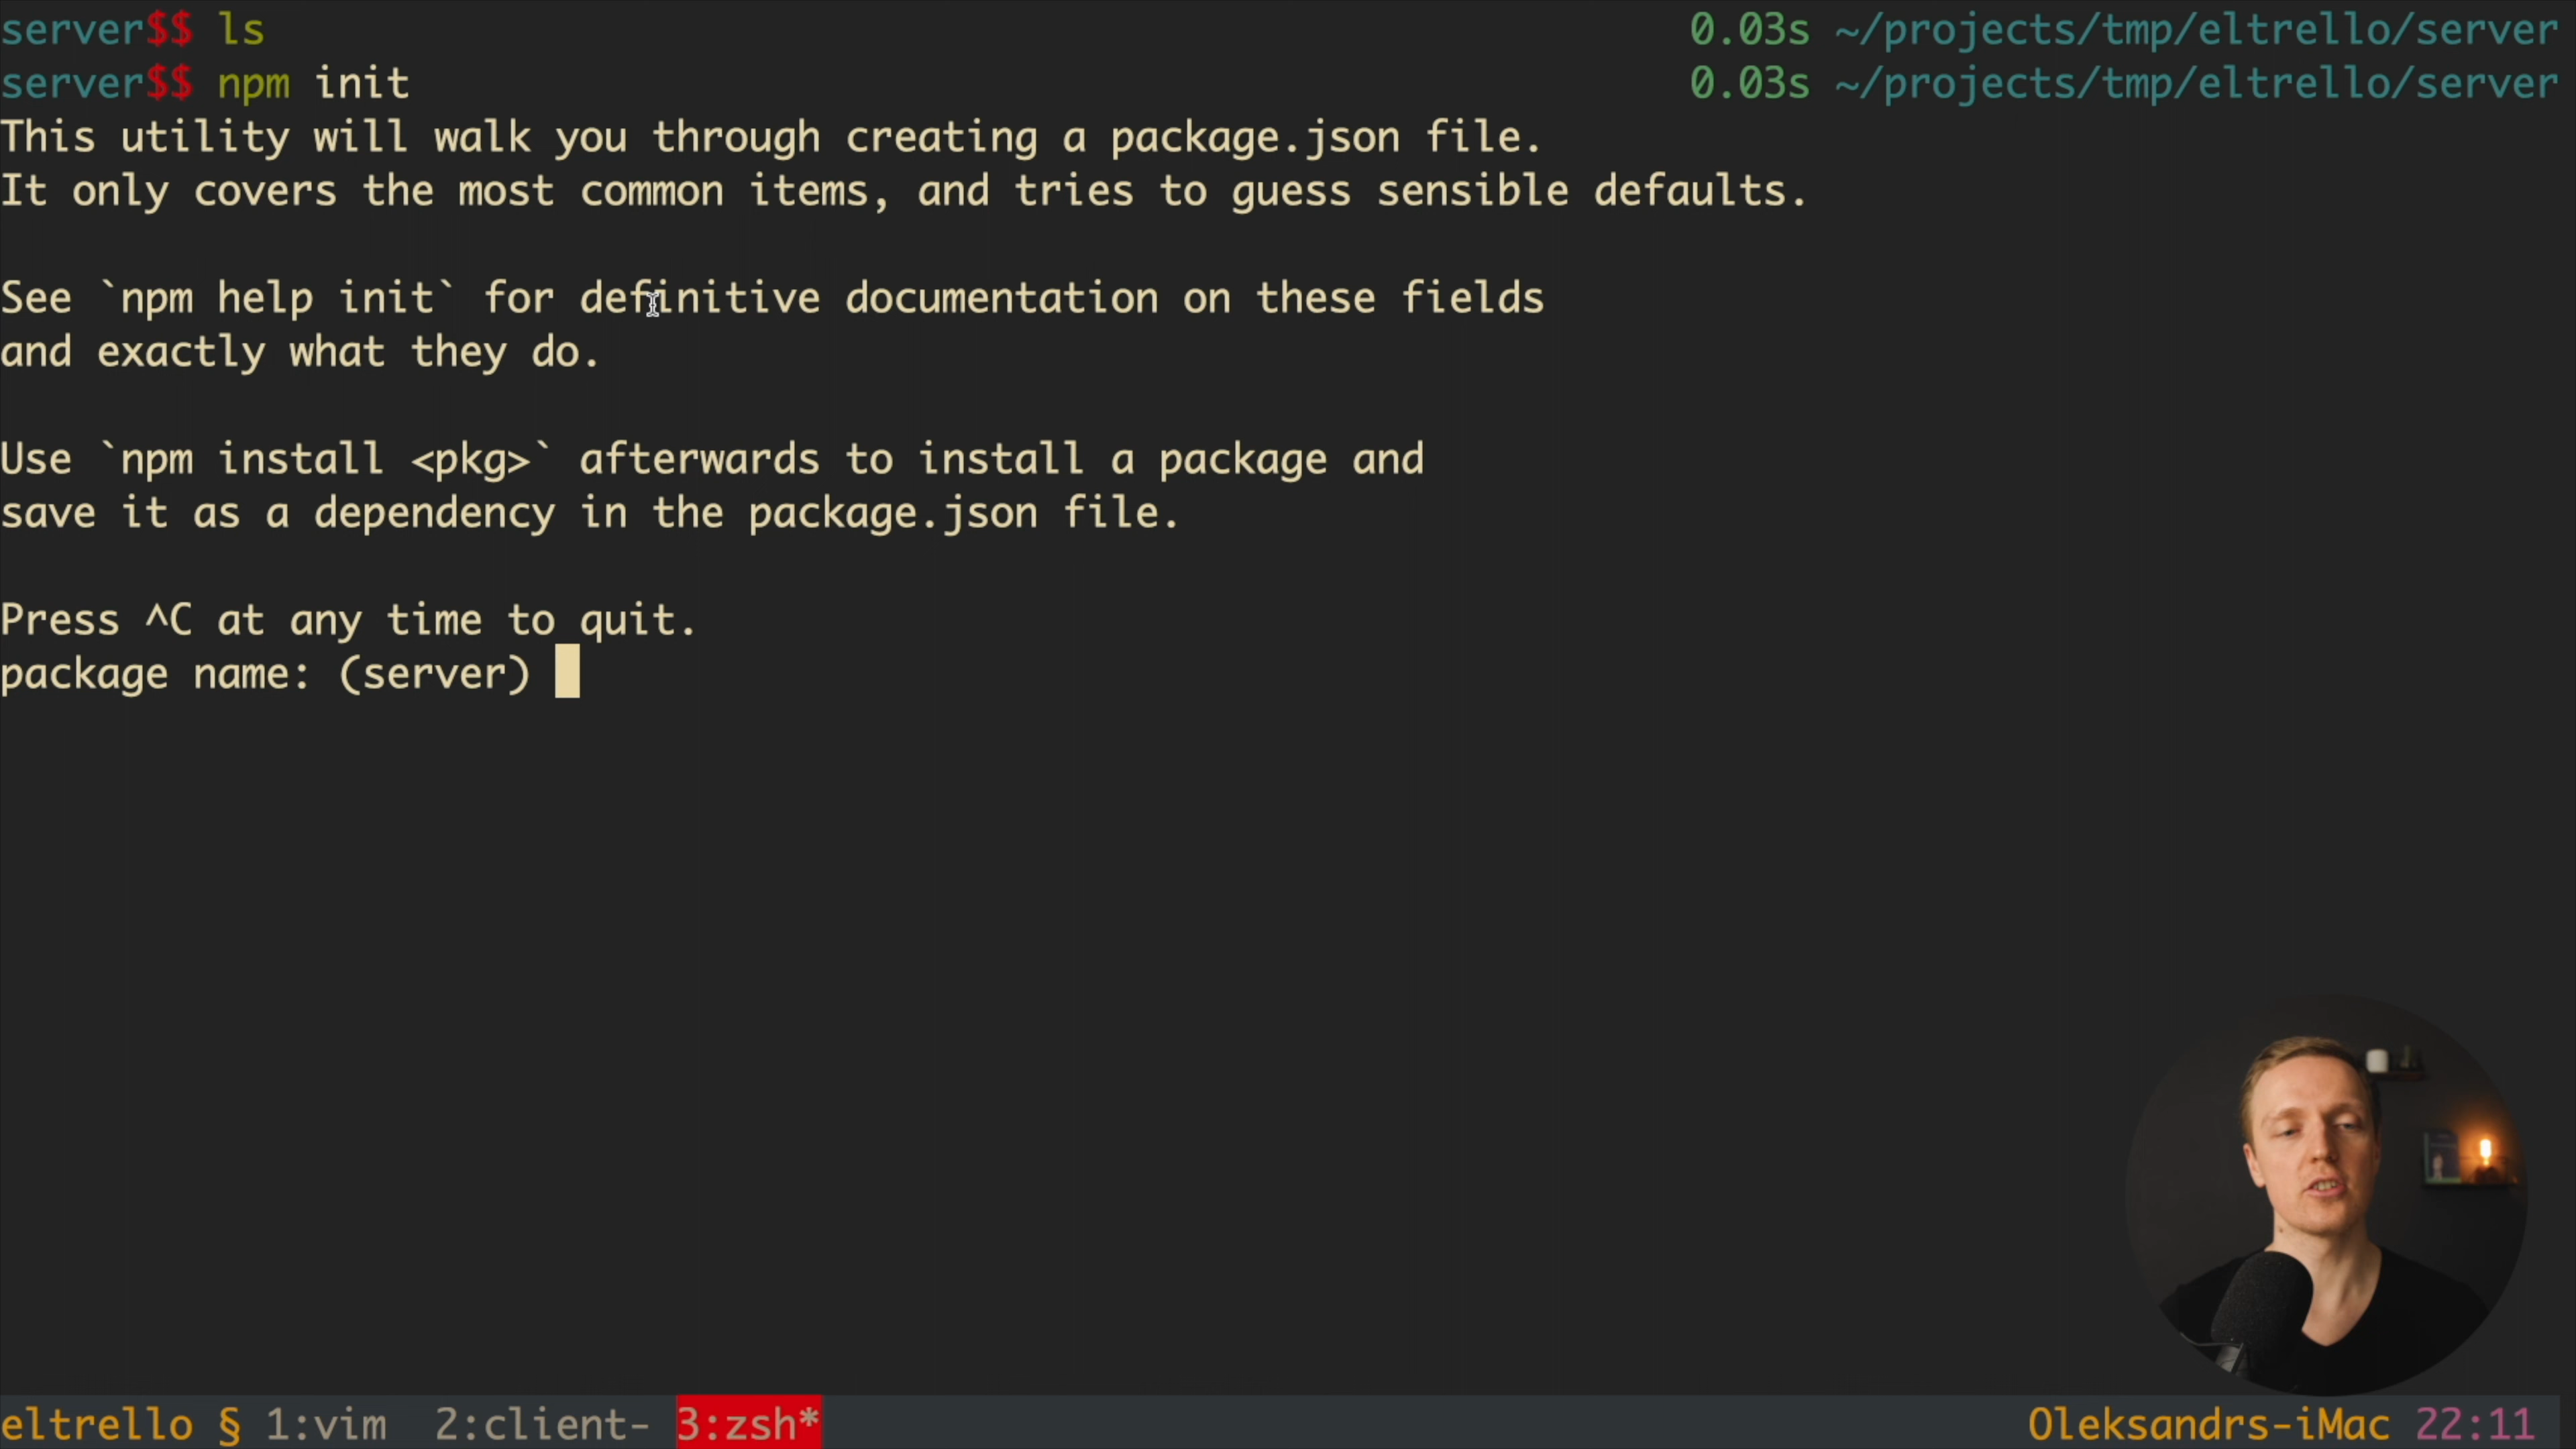 server$$ ls 0.03s ~/projects/tmp/eltrello/server
server$$ npm init 0.03s ~/projects/tmp/eltrello/server
This utility will walk you through creating a package.json file.
It only covers the most common items, and tries to guess sensible defaults.
See `npm help init` for definitive documentation on these fields
and exactly what they do.
Use `npm install <pkg>` afterwards to install a package and
save it as a dependency in the package.json file.
Press ^C at any time to quit.
package name: (server)
eltrello § 1:vim 2:client- 3:zsh* Oleksandrs-iMac 22:11